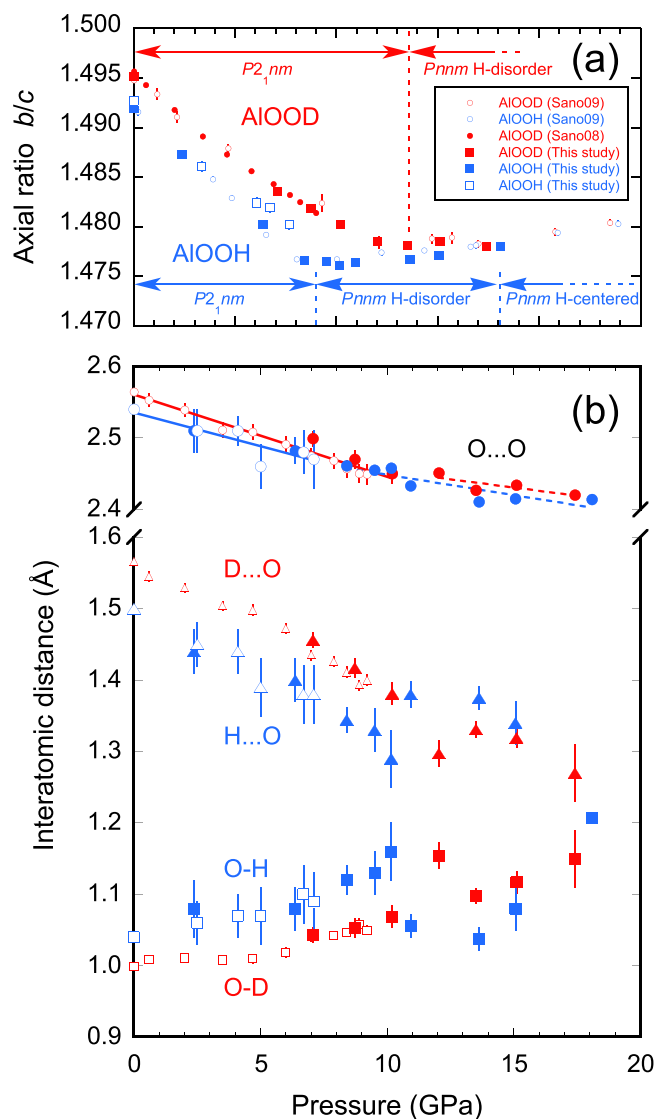 1.500
1.495
1.490
1.485
1.480
1.475
1.470
Axial ratio b/c
(a)
P2₁nm
Pnnm H-disorder
AlOOD
AlOOD (Sano09)
AlOOH (Sano09)
AlOOD (Sano08)
AlOOD (This study)
AlOOH (This study)
AlOOH (This study)
AlOOH
P2₁nm
Pnnm H-disorder
Pnnm H-centered
2.6
2.5
2.4
1.6
1.5
1.4
1.3
1.2
1.1
1.0
0.9
Interatomic distance (Å)
(b)
O...O
D...O
H...O
O-H
O-D
0 5 10 15 20
Pressure (GPa)